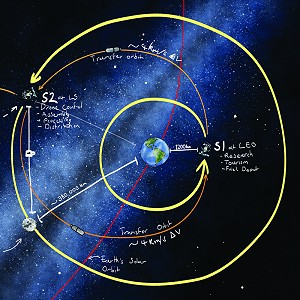 ~4km/s ΔV
Transfer orbit
S2 at L5
- Drone Control
- Assembly
- Distribution
1200km
S1 at LEO
- Research
- Tourism
- Fuel Depot
~380,000 km
Transfer Orbit
~4km/s ΔV
Earth's Solar
Orbit